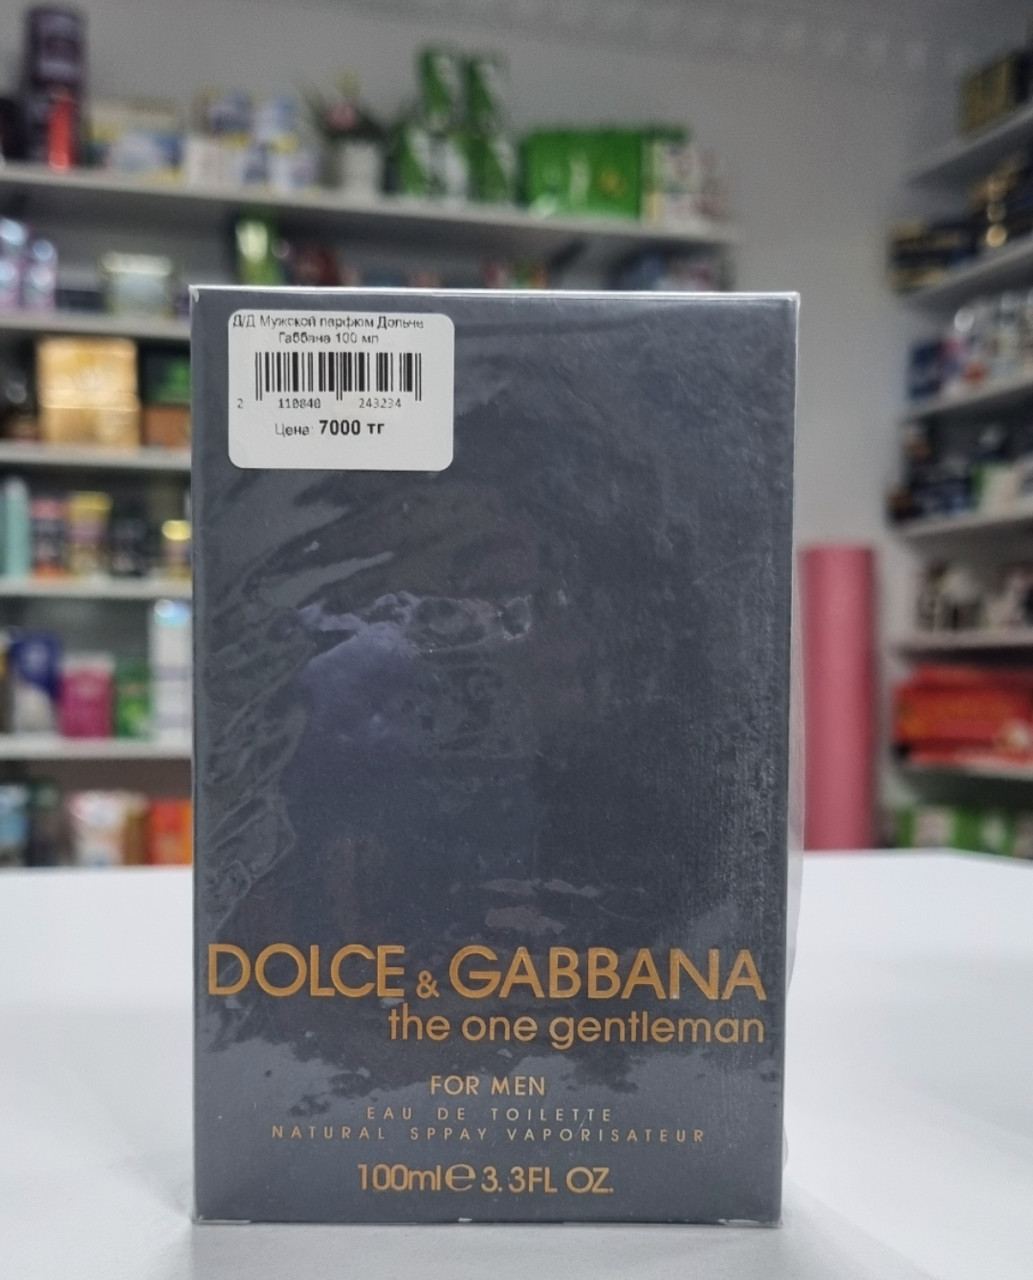 Д/Д Мужской парфюм Дольче
Габбана 100 мл
2 110840 243234
Цена: 7000 тг
DOLCE & GABBANA
the one gentleman
FOR MEN
EAU DE TOILETTE
NATURAL SPPAY VAPORISATEUR
100ml℮ 3.3FL OZ.